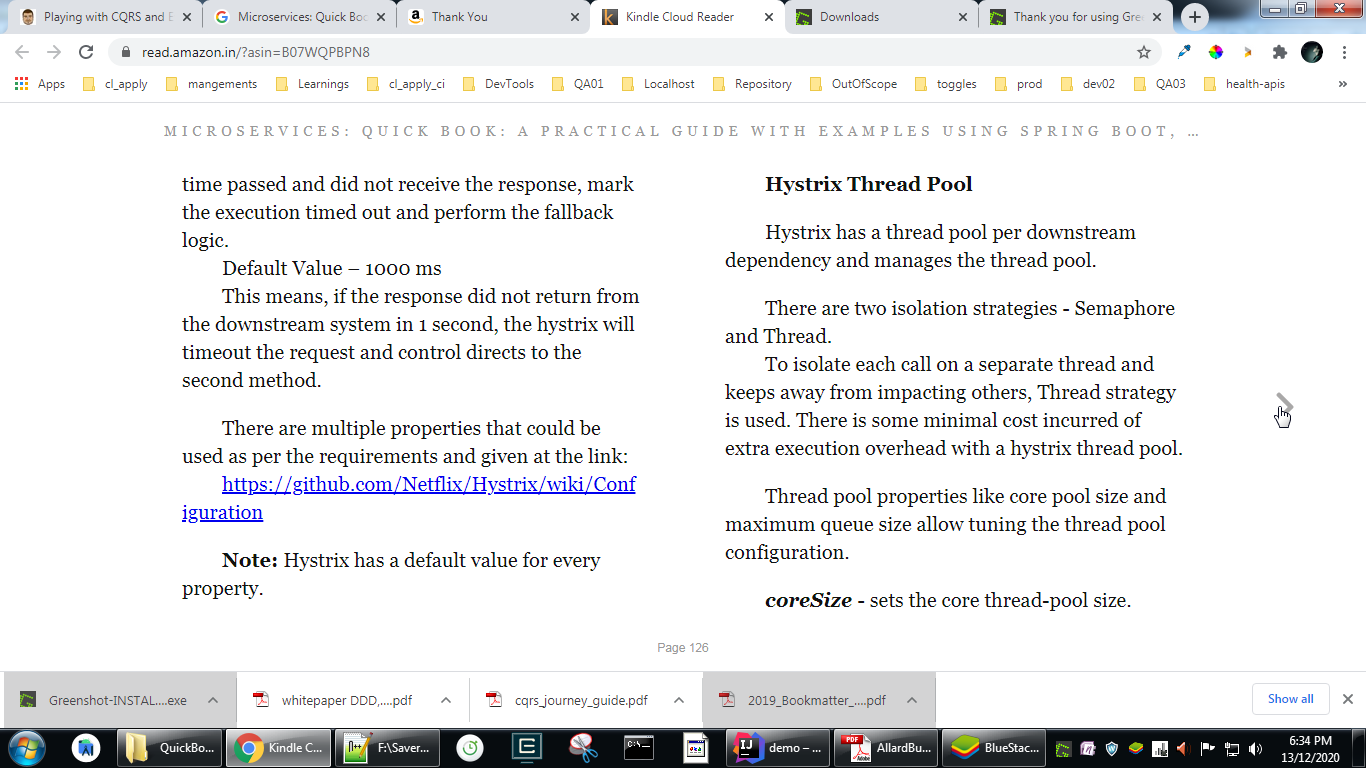 Playing with CQRS and E
Microservices: Quick Boo
Thank You
Kindle Cloud Reader
Downloads
Thank you for using Gre
read.amazon.in/?asin=B07WQPBPN8
Apps
cl_apply
mangements
Learnings
cl_apply_ci
DevTools
QA01
Localhost
Repository
OutOfScope
toggles
prod
dev02
QA03
health-apis
»
MICROSERVICES: QUICK BOOK: A PRACTICAL GUIDE WITH EXAMPLES USING SPRING BOOT, …
time passed and did not receive the response, mark
the execution timed out and perform the fallback
logic.
Default Value – 1000 ms
This means, if the response did not return from
the downstream system in 1 second, the hystrix will
timeout the request and control directs to the
second method.
There are multiple properties that could be
used as per the requirements and given at the link:
https://github.com/Netflix/Hystrix/wiki/Conf
iguration
Note: Hystrix has a default value for every
property.
Hystrix Thread Pool
Hystrix has a thread pool per downstream
dependency and manages the thread pool.
There are two isolation strategies - Semaphore
and Thread.
To isolate each call on a separate thread and
keeps away from impacting others, Thread strategy
is used. There is some minimal cost incurred of
extra execution overhead with a hystrix thread pool.
Thread pool properties like core pool size and
maximum queue size allow tuning the thread pool
configuration.
coreSize - sets the core thread-pool size.
Page 126
Greenshot-INSTAL....exe
whitepaper DDD,....pdf
cqrs_journey_guide.pdf
2019_Bookmatter_....pdf
Show all
QuickBo...
Kindle C...
F:\Saver...
demo – ...
AllardBu...
BlueStac...
6:34 PM
13/12/2020